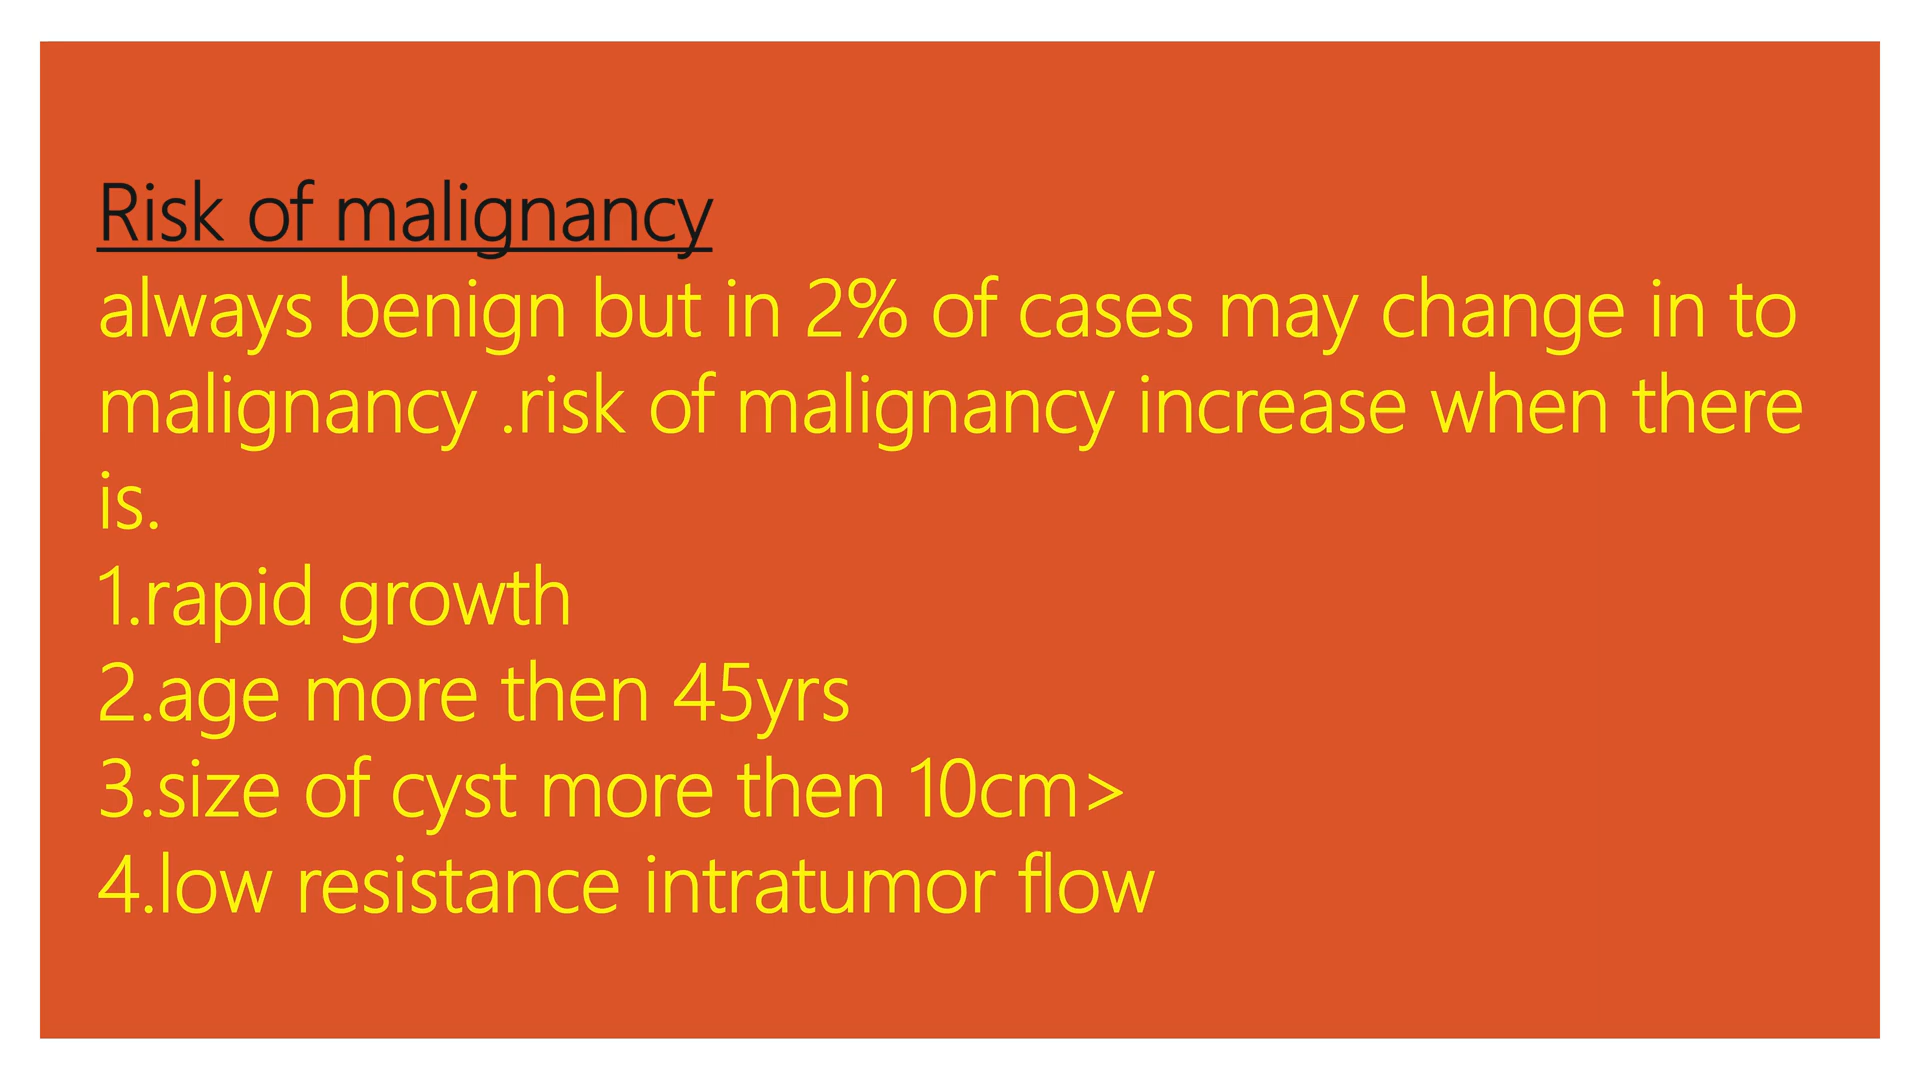 Risk of malignancy
always benign but in 2% of cases may change in to
malignancy .risk of malignancy increase when there
is.
1.rapid growth
2.age more then 45yrs
3.size of cyst more then 10cm>
4.low resistance intratumor flow